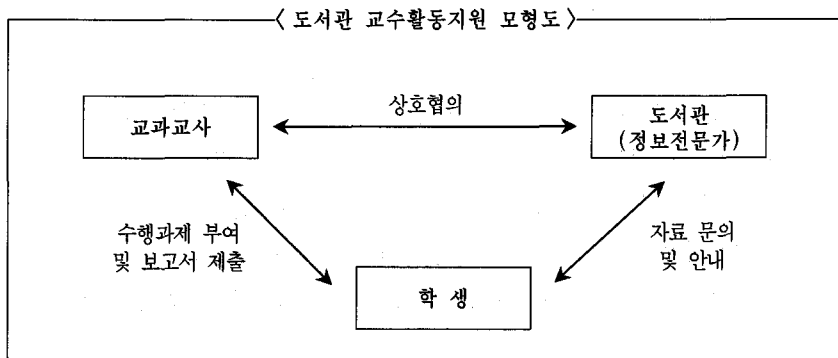 < 도서관 교수활동지원 모형도 >
교과교사
상호협의
도서관
(정보전문가)
수행과제 부여
및 보고서 제출
자료 문의
및 안내
학 생